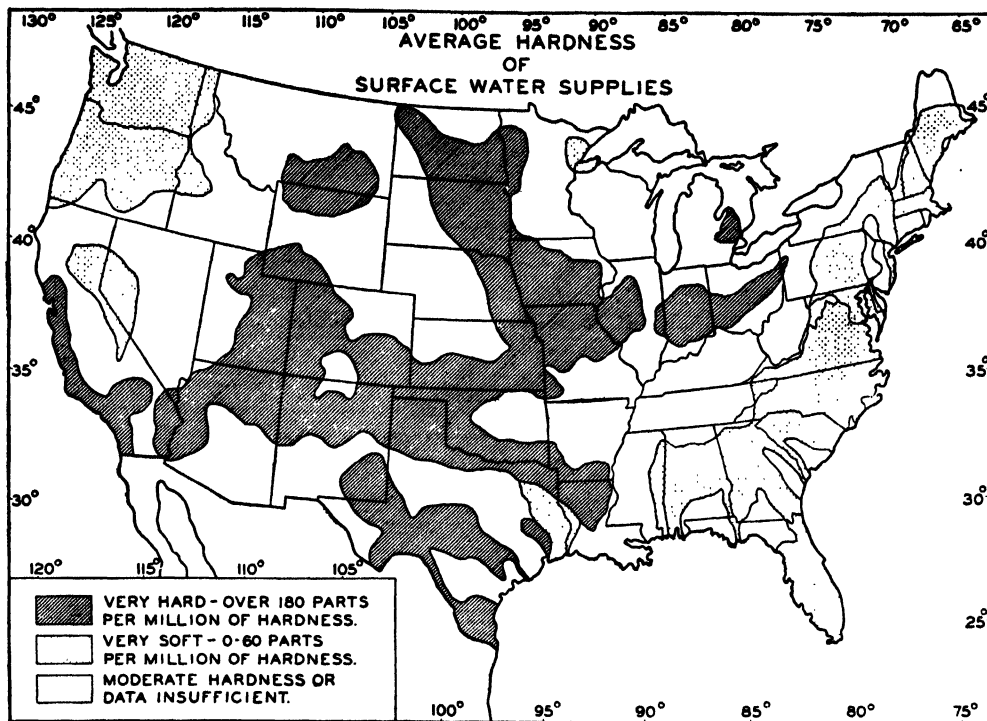 130° 125° 120° 115° 110° 105° 100° 95° 90° 85° 80° 75° 70° 65°
AVERAGE HARDNESS
OF
SURFACE WATER SUPPLIES
45° 45°
40° 40°
35° 35°
30° 30°
120° 115° 110° 105°
25°
VERY HARD - OVER 180 PARTS
PER MILLION OF HARDNESS.
VERY SOFT - 0-60 PARTS
PER MILLION OF HARDNESS.
MODERATE HARDNESS OR
DATA INSUFFICIENT.
100° 95° 90° 85° 80° 75°